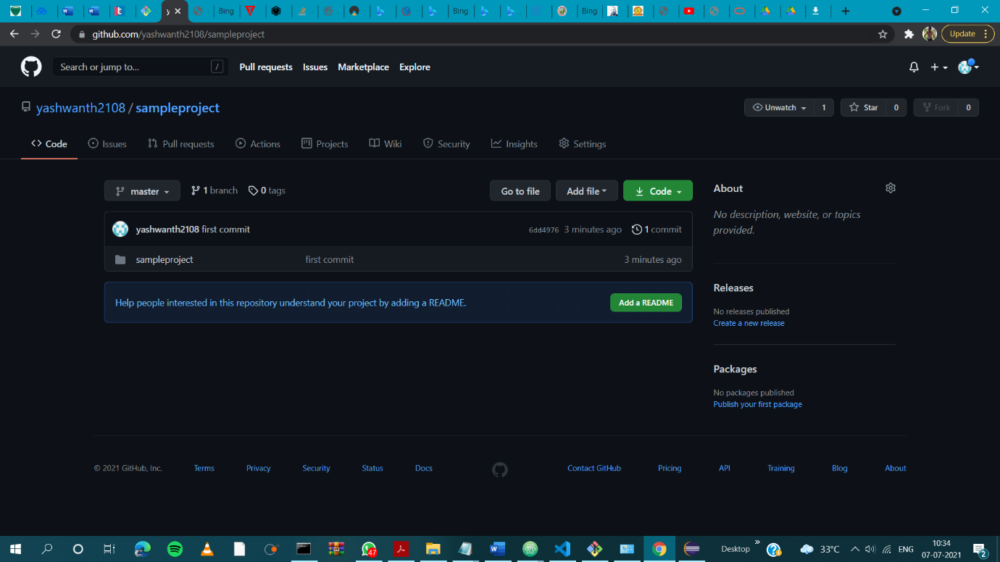 y
Bing
Bing
Bing
github.com/yashwanth2108/sampleproject
Update
Search or jump to...
/
Pull requests
Issues
Marketplace
Explore
yashwanth2108 / sampleproject
Unwatch
1
Star
0
Fork
0
Code
Issues
Pull requests
Actions
Projects
Wiki
Security
Insights
Settings
master
1 branch
0 tags
Go to file
Add file
Code
About
No description, website, or topics
provided.
yashwanth2108 first commit
6dd4976 3 minutes ago
1 commit
sampleproject
first commit
3 minutes ago
Help people interested in this repository understand your project by adding a README.
Add a README
Releases
No releases published
Create a new release
Packages
No packages published
Publish your first package
© 2021 GitHub, Inc.
Terms
Privacy
Security
Status
Docs
Contact GitHub
Pricing
API
Training
Blog
About
47
Desktop
33°C
ENG
10:34
07-07-2021
2